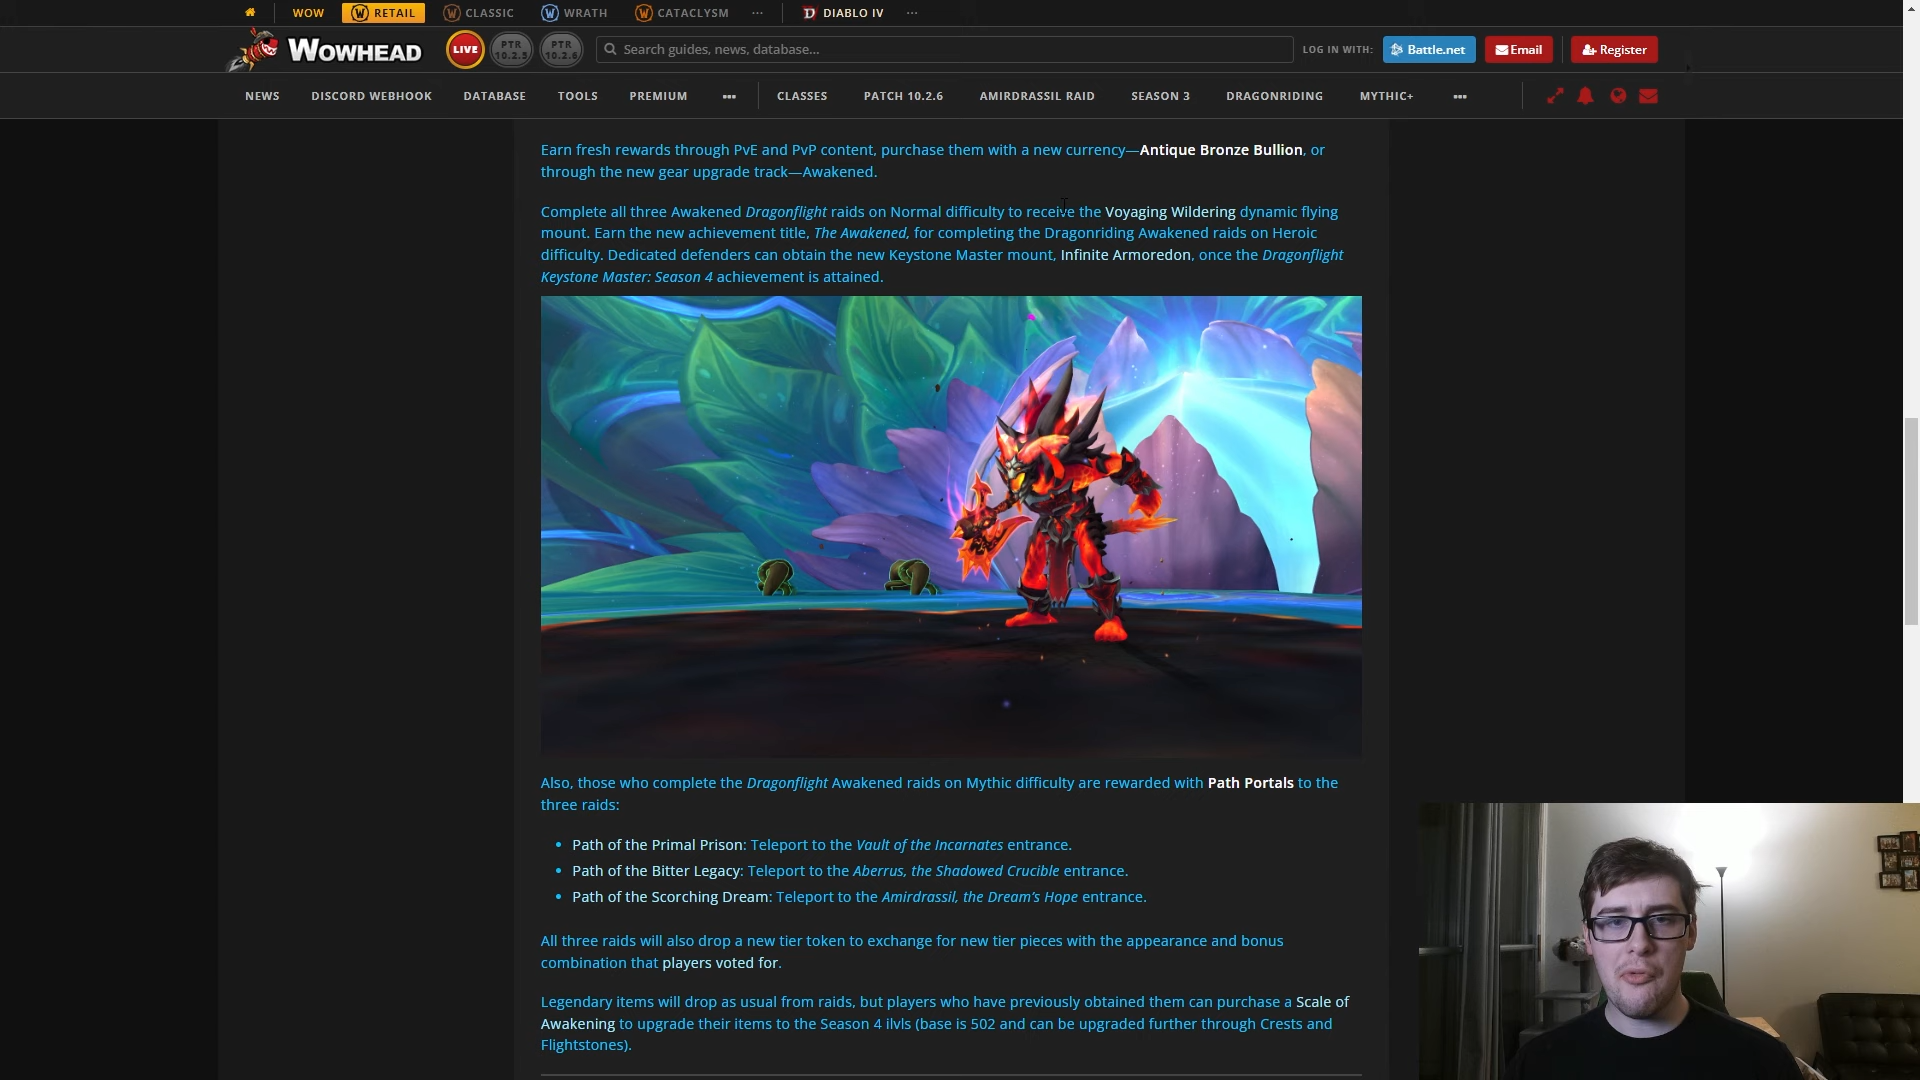 WOW RETAIL CLASSIC WRATH CATACLYSM ... DIABLO IV ...
WOWHEAD LIVE PTR 10.2.5 PTR 10.2.6 Search guides, news, database... LOG IN WITH: Battle.net Email Register
NEWS DISCORD WEBHOOK DATABASE TOOLS PREMIUM ... CLASSES PATCH 10.2.6 AMIRDRASSIL RAID SEASON 3 DRAGONRIDING MYTHIC+ ...
Earn fresh rewards through PvE and PvP content, purchase them with a new currency—Antique Bronze Bullion, or
through the new gear upgrade track—Awakened.
Complete all three Awakened Dragonflight raids on Normal difficulty to receive the Voyaging Wildering dynamic flying
mount. Earn the new achievement title, The Awakened, for completing the Dragonriding Awakened raids on Heroic
difficulty. Dedicated defenders can obtain the new Keystone Master mount, Infinite Armoredon, once the Dragonflight
Keystone Master: Season 4 achievement is attained.
Also, those who complete the Dragonflight Awakened raids on Mythic difficulty are rewarded with Path Portals to the
three raids:
• Path of the Primal Prison: Teleport to the Vault of the Incarnates entrance.
• Path of the Bitter Legacy: Teleport to the Aberrus, the Shadowed Crucible entrance.
• Path of the Scorching Dream: Teleport to the Amirdrassil, the Dream's Hope entrance.
All three raids will also drop a new tier token to exchange for new tier pieces with the appearance and bonus
combination that players voted for.
Legendary items will drop as usual from raids, but players who have previously obtained them can purchase a Scale of
Awakening to upgrade their items to the Season 4 ilvls (base is 502 and can be upgraded further through Crests and
Flightstones).